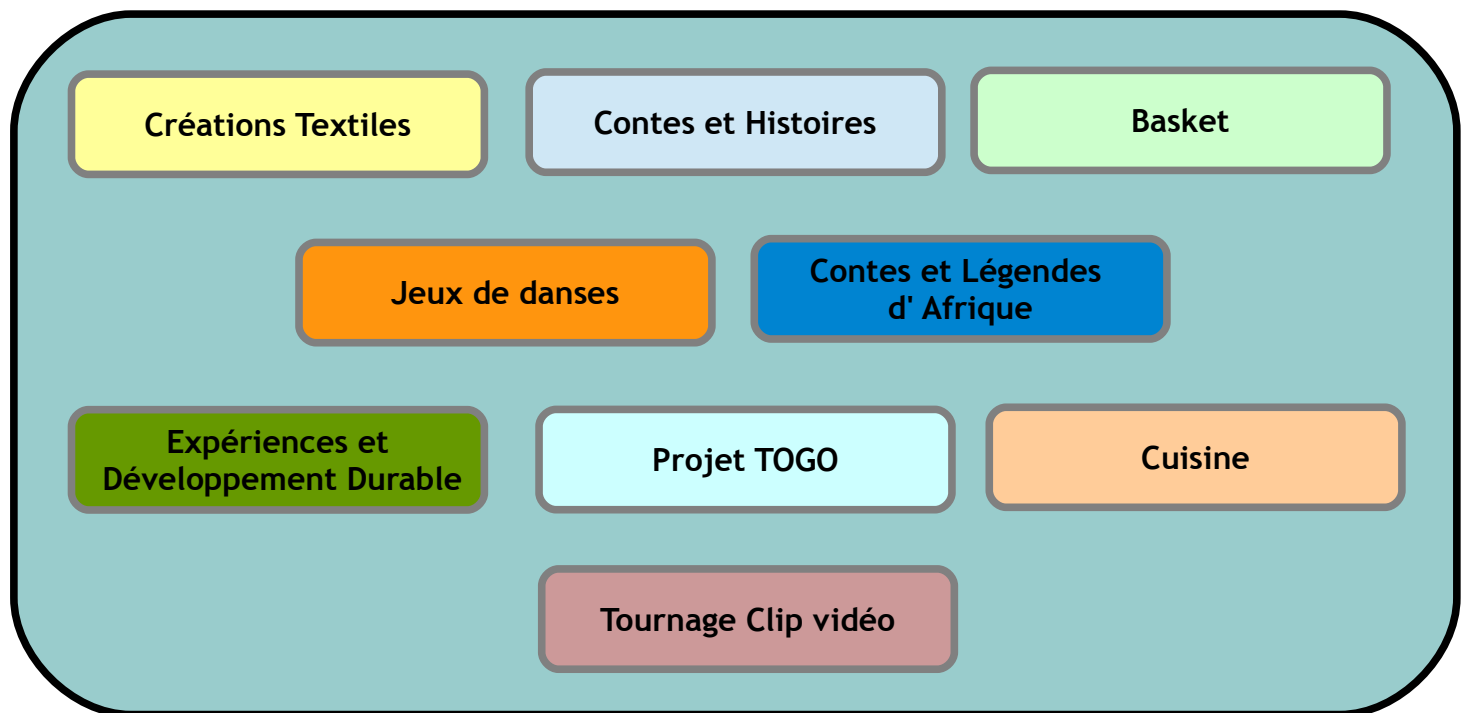 Créations Textiles
Contes et Histoires
Basket
Jeux de danses
Contes et Légendes
d' Afrique
Expériences et
Développement Durable
Projet TOGO
Cuisine
Tournage Clip vidéo